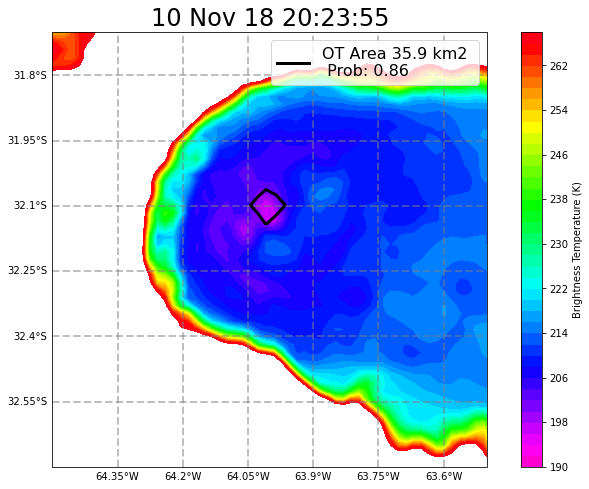 10 Nov 18 20:23:55
OT Area 35.9 km2
Prob: 0.86
31.8°S
31.95°S
32.1°S
32.25°S
32.4°S
32.55°S
64.35°W
64.2°W
64.05°W
63.9°W
63.75°W
63.6°W
262
254
246
238
230
222
214
206
198
190
Brightness Temperature (K)